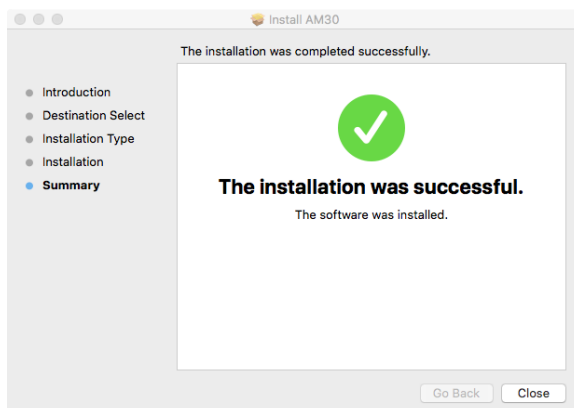 Install AM30
The installation was completed successfully.
Introduction
Destination Select
Installation Type
Installation
Summary
The installation was successful.
The software was installed.
Go Back
Close